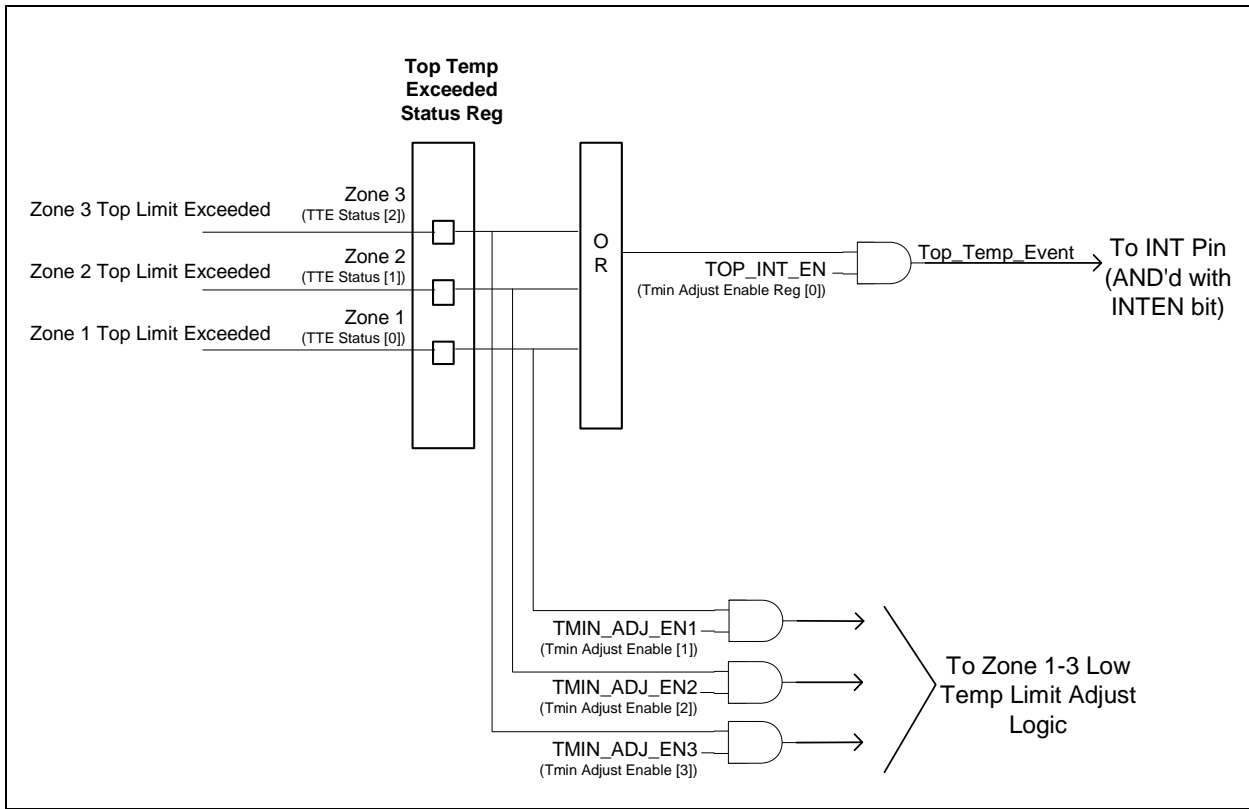 Top Temp
Exceeded
Status Reg
Zone 3 Top Limit Exceeded
Zone 3
(TTE Status [2])
Zone 2 Top Limit Exceeded
Zone 2
(TTE Status [1])
Zone 1 Top Limit Exceeded
Zone 1
(TTE Status [0])
O
R
TOP_INT_EN
(Tmin Adjust Enable Reg [0])
Top_Temp_Event
To INT Pin
(AND'd with
INTEN bit)
TMIN_ADJ_EN1
(Tmin Adjust Enable [1])
TMIN_ADJ_EN2
(Tmin Adjust Enable [2])
TMIN_ADJ_EN3
(Tmin Adjust Enable [3])
To Zone 1-3 Low
Temp Limit Adjust
Logic